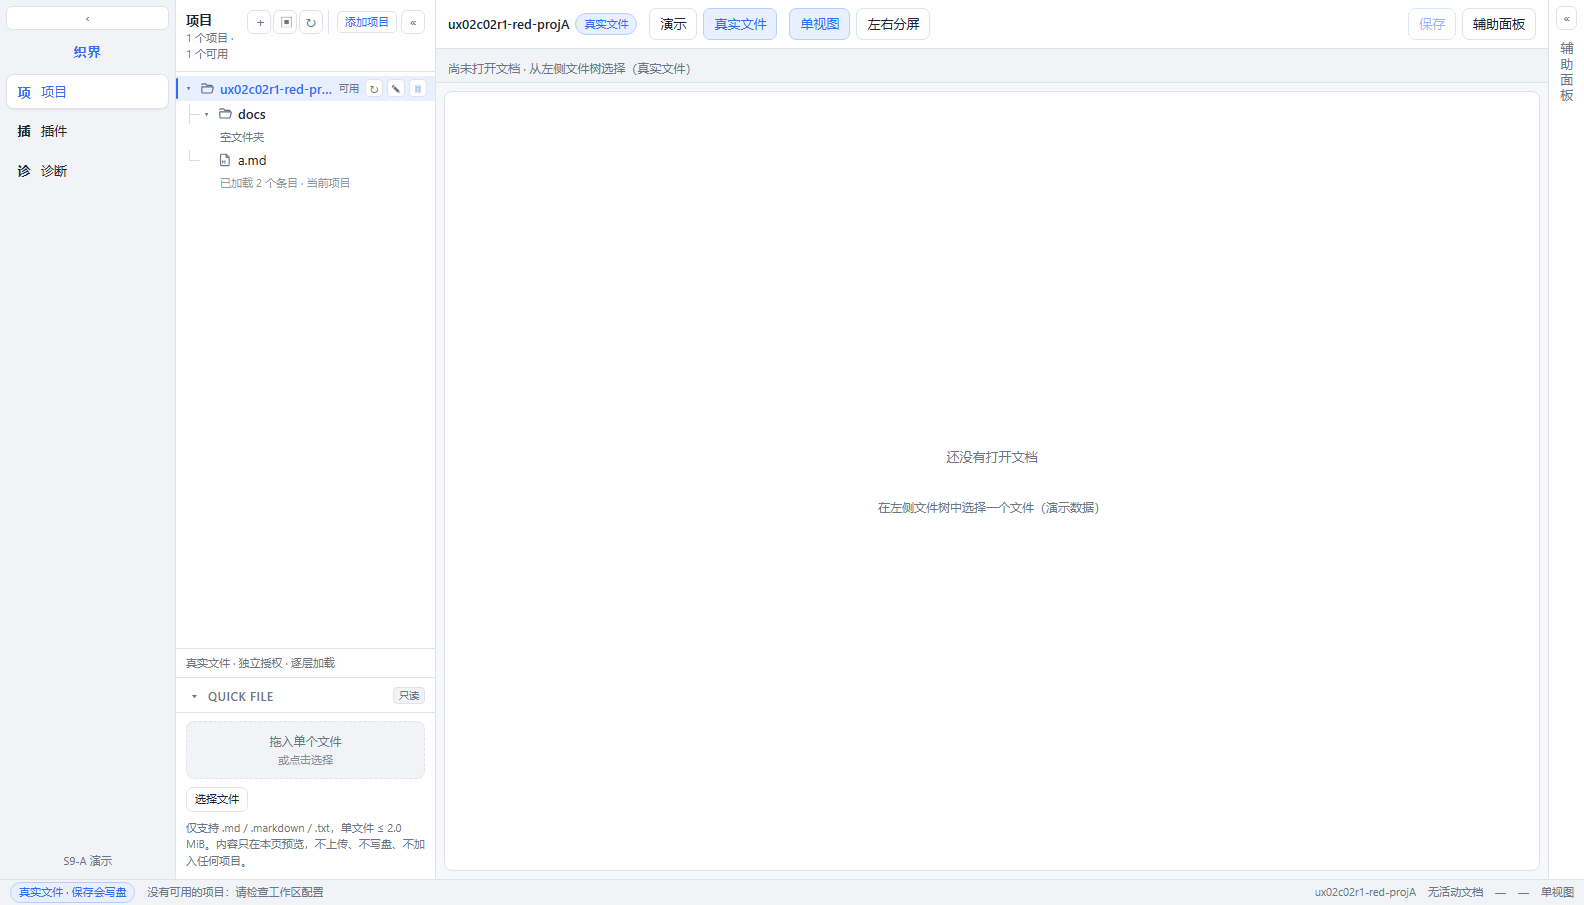 ‹
织界
项 项目
插 插件
诊 诊断
S9-A 演示
项目
1 个项目 ·
1 个可用
+ ↻ 添加项目 «
ux02c02r1-red-pr... 可用 ↻
docs
空文件夹
a.md
已加载 2 个条目 · 当前项目
真实文件 · 独立授权 · 逐层加载
QUICK FILE 只读
拖入单个文件
或点击选择
选择文件
仅支持 .md / .markdown / .txt，单文件 ≤ 2.0
MiB。内容只在本页预览，不上传、不写盘、不加
入任何项目。
ux02c02r1-red-projA 真实文件 演示 真实文件 单视图 左右分屏 保存 辅助面板
尚未打开文档 · 从左侧文件树选择（真实文件）
还没有打开文档
在左侧文件树中选择一个文件（演示数据）
«
辅助面板
真实文件 · 保存会写盘 没有可用的项目：请检查工作区配置 ux02c02r1-red-projA 无活动文档 — — 单视图